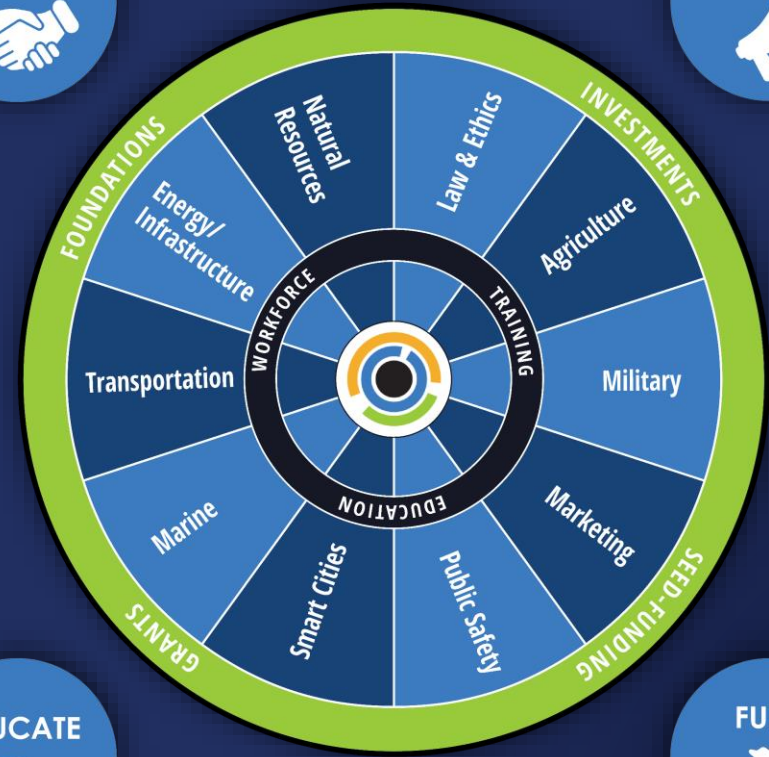 FOUNDATIONS
INVESTMENTS
Natural
Resources
Law & Ethics
Energy/
Infrastructure
Agriculture
WORKFORCE
TRAINING
Transportation
Military
EDUCATION
Marine
Marketing
Smart Cities
Public Safety
GRANTS
SEED-FUNDING
UCATE
FU